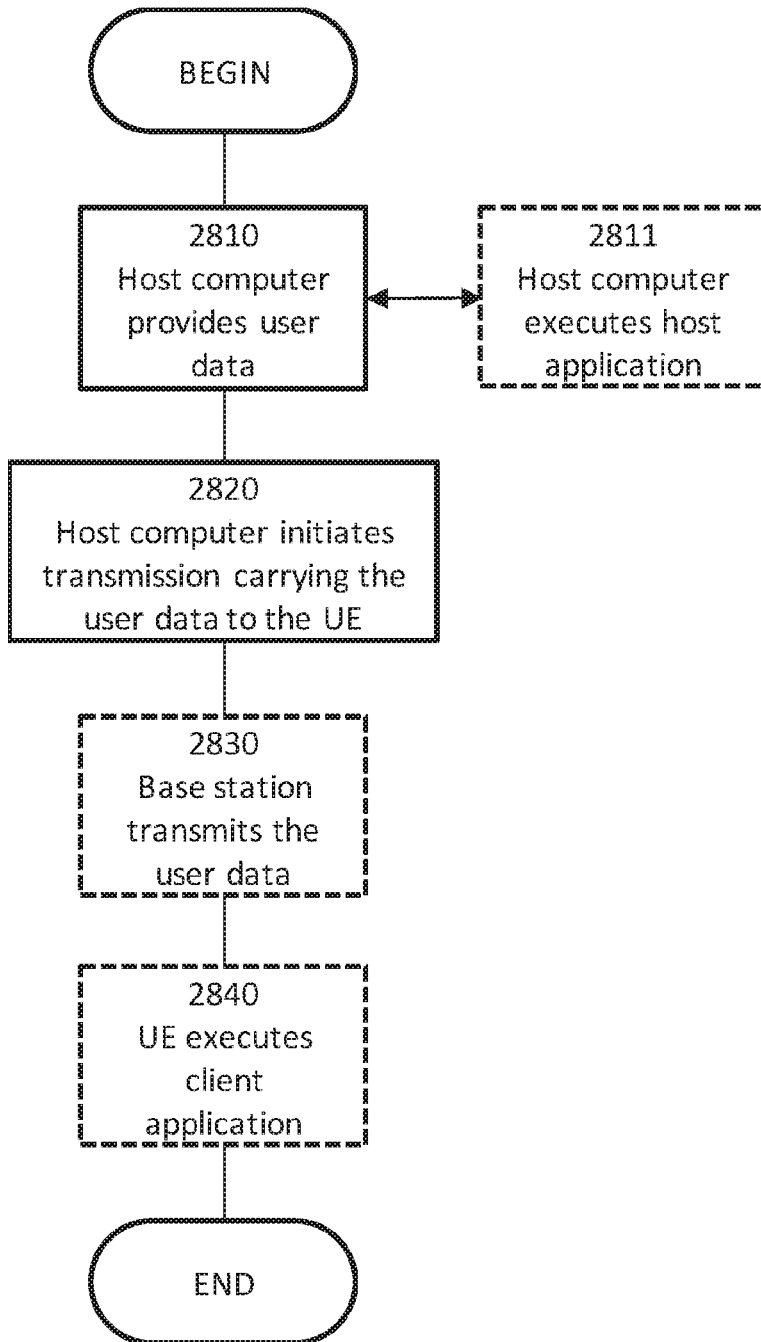 BEGIN
2810
Host computer
provides user
data
2811
Host computer
executes host
application
2820
Host computer initiates
transmission carrying the
user data to the UE
2830
Base station
transmits the
user data
2840
UE executes
client
application
END